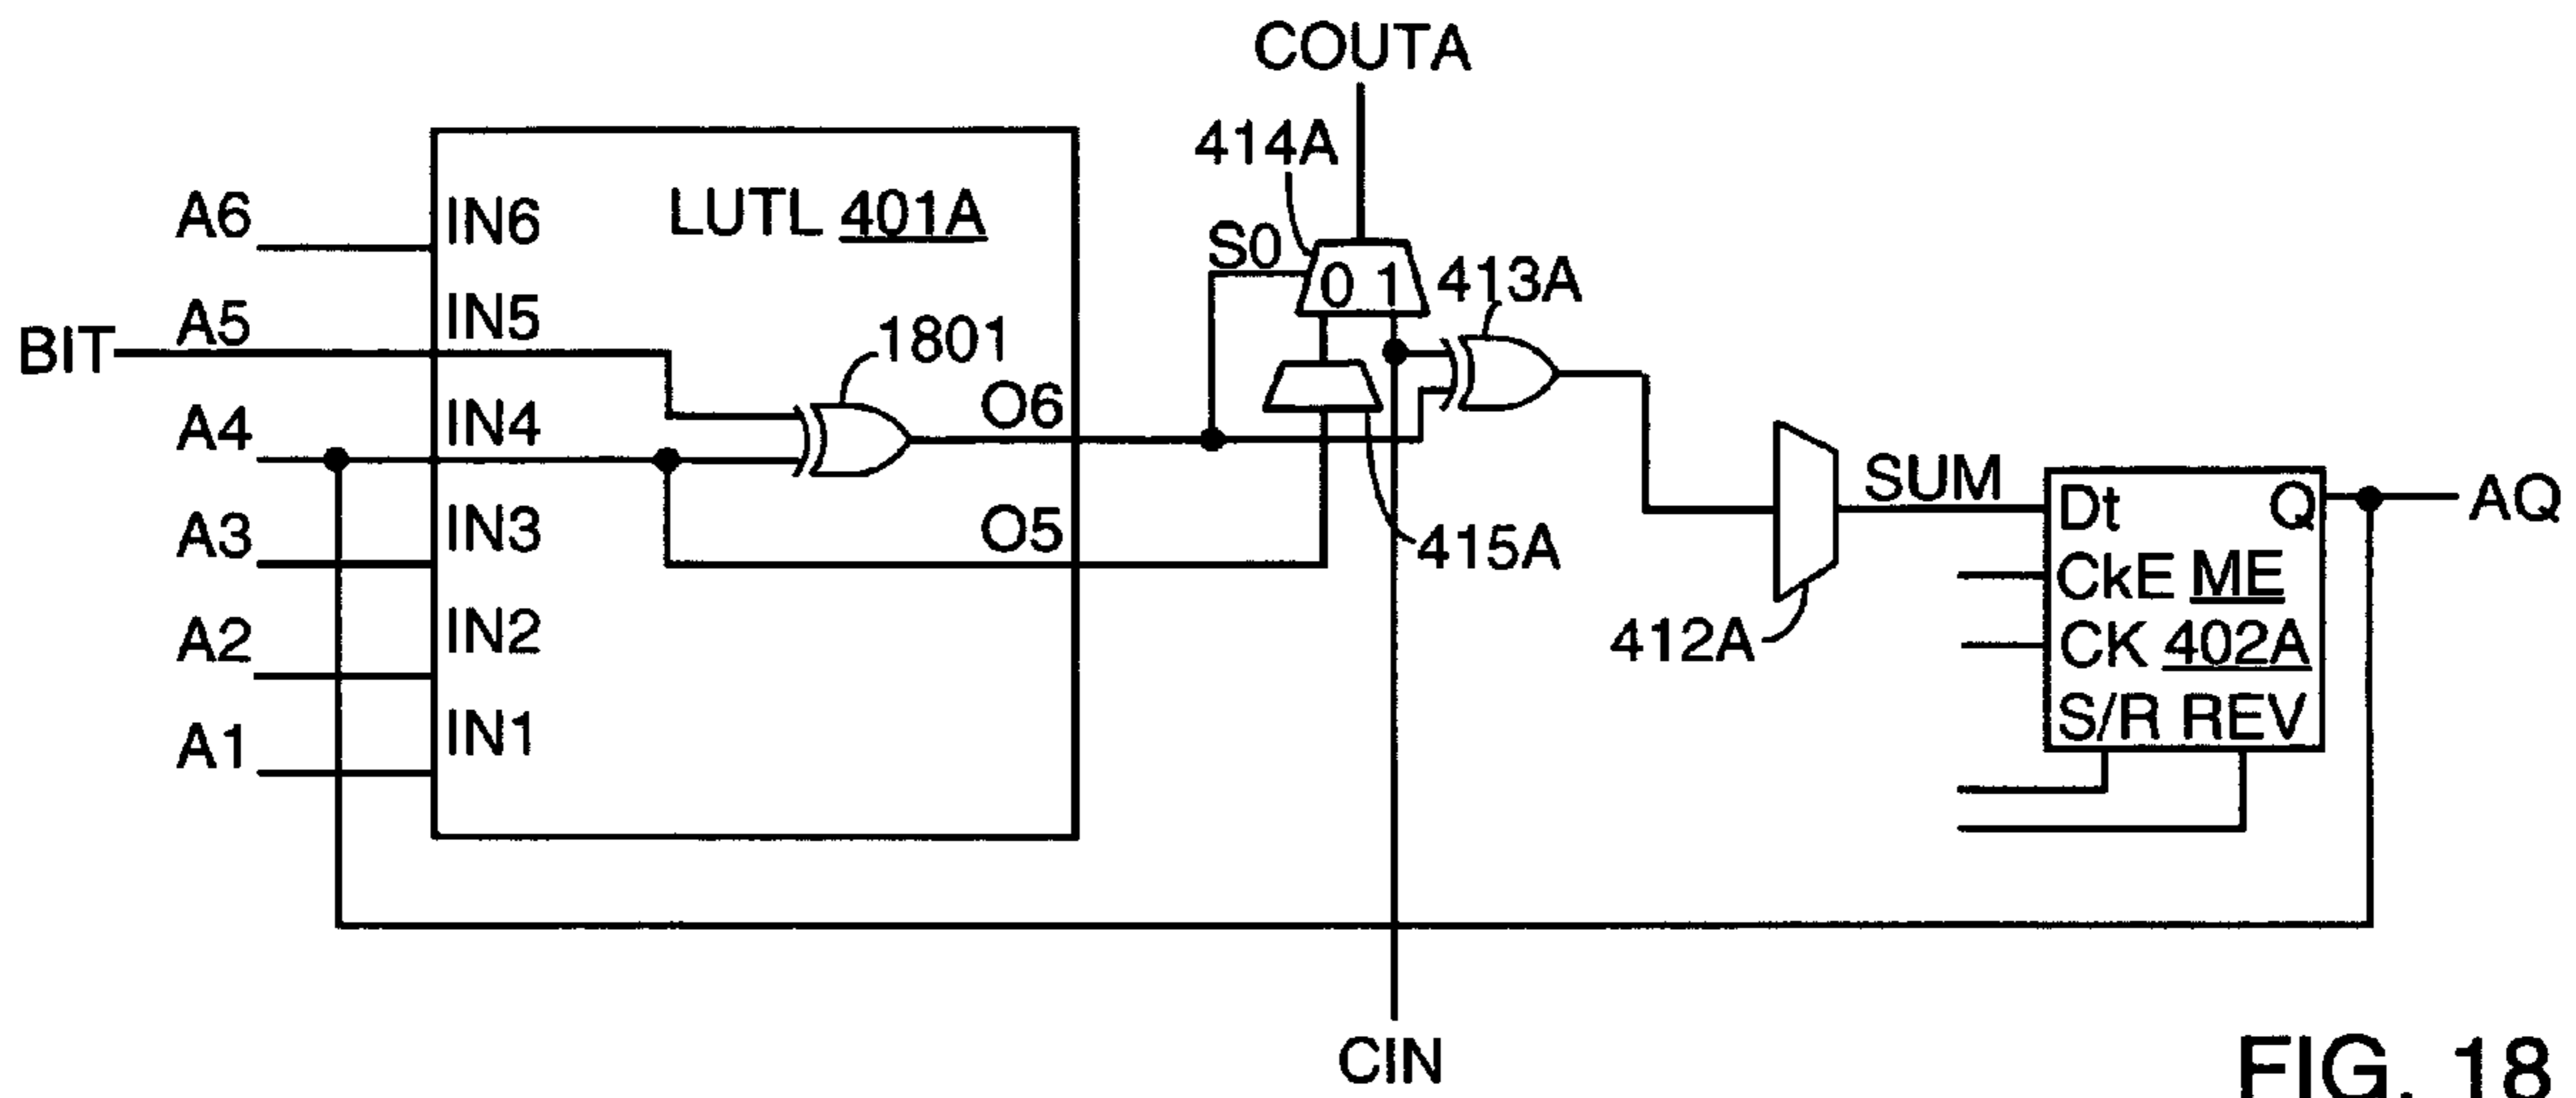 COUTA
414A
A6
IN6
LUTL 401A
S0
0 1
413A
BIT
A5
IN5
1801
A4
IN4
O6
SUM
Dt
Q
AQ
A3
IN3
O5
415A
CkE ME
A2
IN2
412A
CK 402A
A1
IN1
S/R REV
CIN
FIG. 18